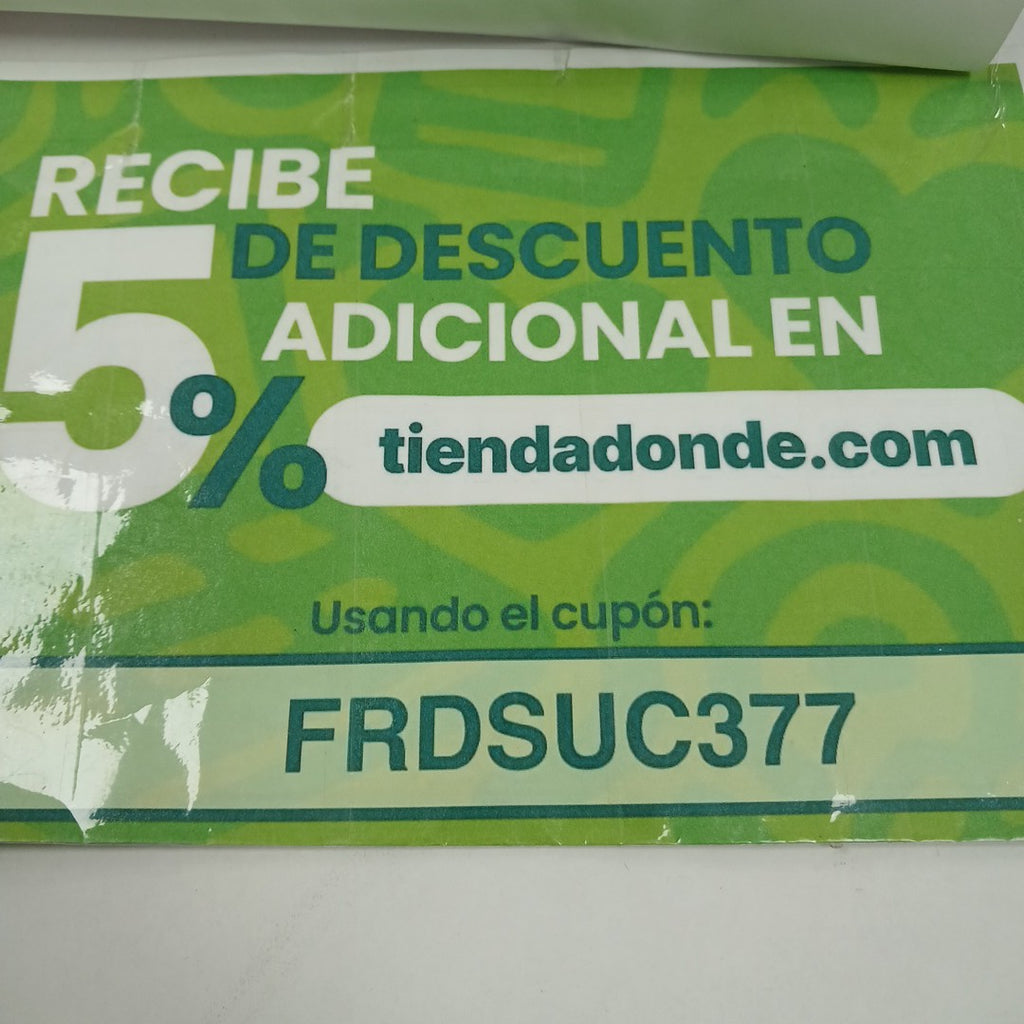 RECIBE
5% DE DESCUENTO
ADICIONAL EN
tiendadonde.com
Usando el cupón:
FRDSUC377